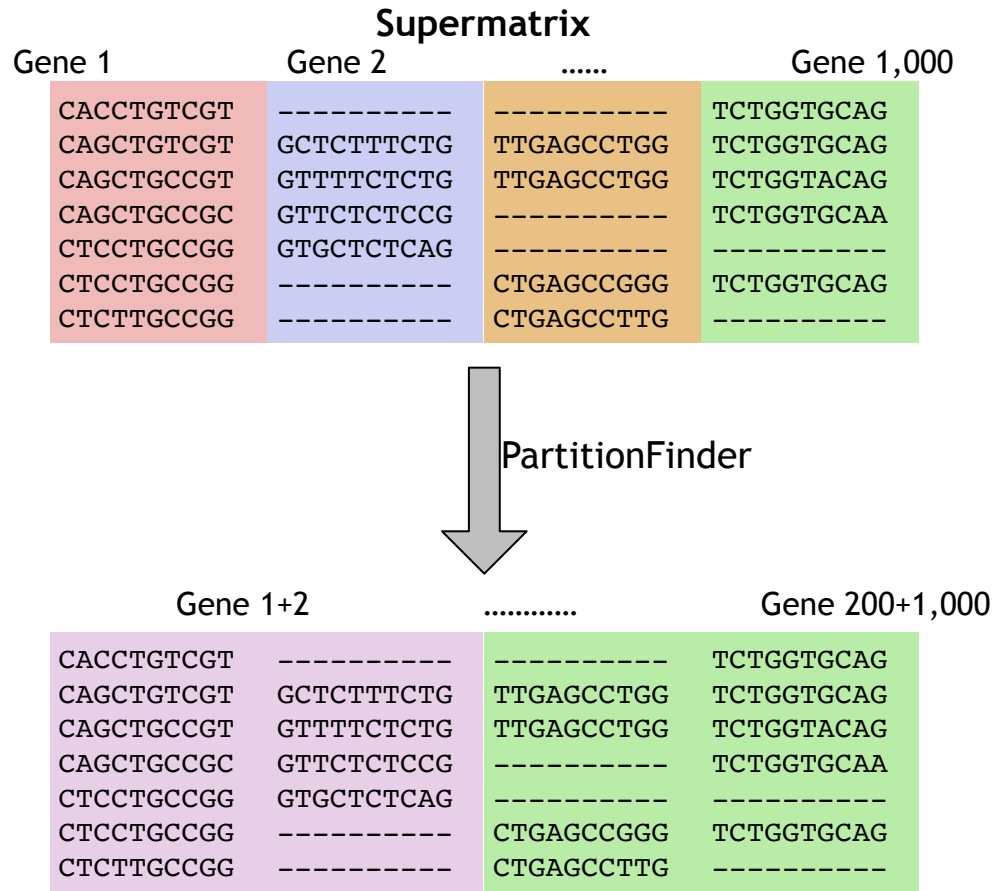 Supermatrix
Gene 1 Gene 2 ...... Gene 1,000
CACCTGTCGT ---------- ---------- TCTGGTGCAG
CAGCTGTCGT GCTCTTTCTG TTGAGCCTGG TCTGGTGCAG
CAGCTGCCGT GTTTTCTCTG TTGAGCCTGG TCTGGTACAG
CAGCTGCCGC GTTCTCTCCG ---------- TCTGGTGCAA
CTCCTGCCGG GTGCTCTCAG ---------- ----------
CTCCTGCCGG ---------- CTGAGCCGGG TCTGGTGCAG
CTCTTGCCGG ---------- CTGAGCCTTG ----------
PartitionFinder
Gene 1+2 ............ Gene 200+1,000
CACCTGTCGT ---------- ---------- TCTGGTGCAG
CAGCTGTCGT GCTCTTTCTG TTGAGCCTGG TCTGGTGCAG
CAGCTGCCGT GTTTTCTCTG TTGAGCCTGG TCTGGTACAG
CAGCTGCCGC GTTCTCTCCG ---------- TCTGGTGCAA
CTCCTGCCGG GTGCTCTCAG ---------- ----------
CTCCTGCCGG ---------- CTGAGCCGGG TCTGGTGCAG
CTCTTGCCGG ---------- CTGAGCCTTG ----------